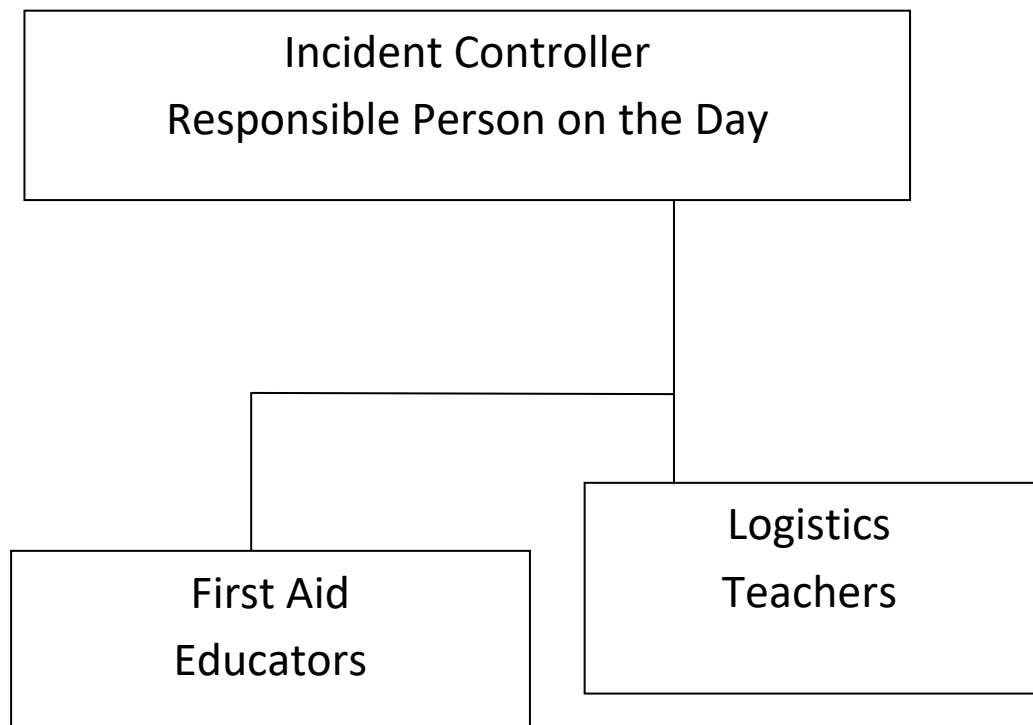 Incident Controller
Responsible Person on the Day
Logistics
Teachers
First Aid
Educators